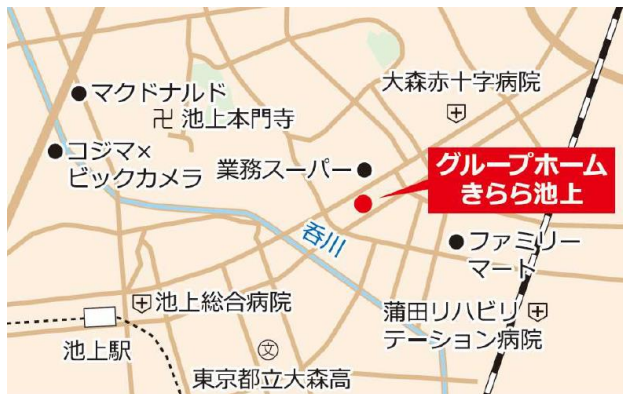 大森赤十字病院
マクドナルド
卍 池上本門寺
コジマ×
ビックカメラ
業務スーパー
グループホーム
きらら池上
呑川
ファミリー
マート
池上総合病院
蒲田リハビリ
テーション病院
池上駅
文
東京都立大森高